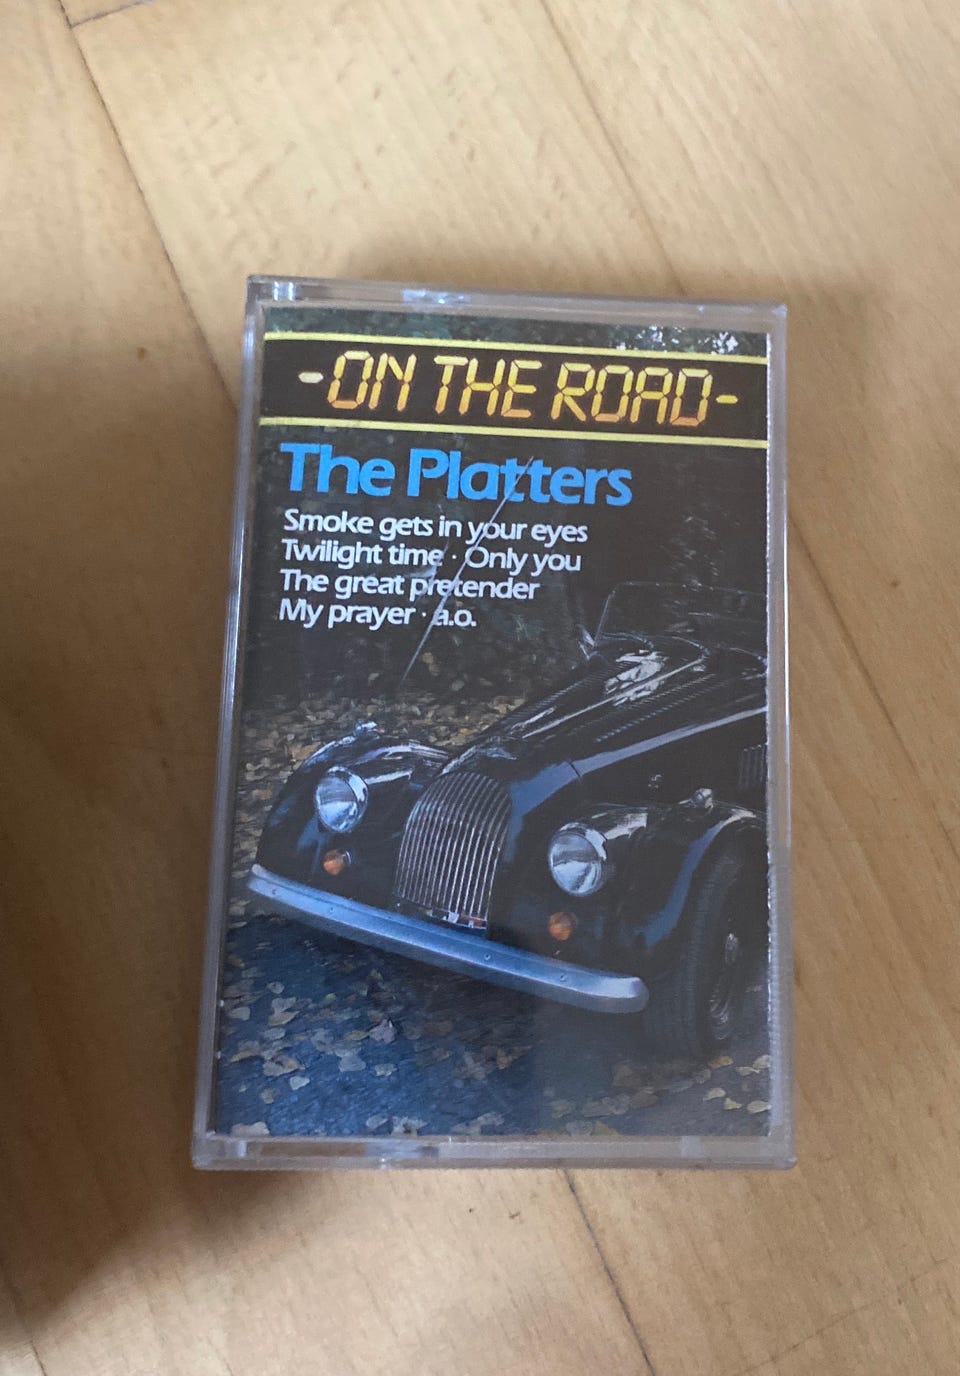 -ON THE ROAD-
The Platters
Smoke gets in your eyes
Twilight time · Only you
The great pretender
My prayer · a.o.